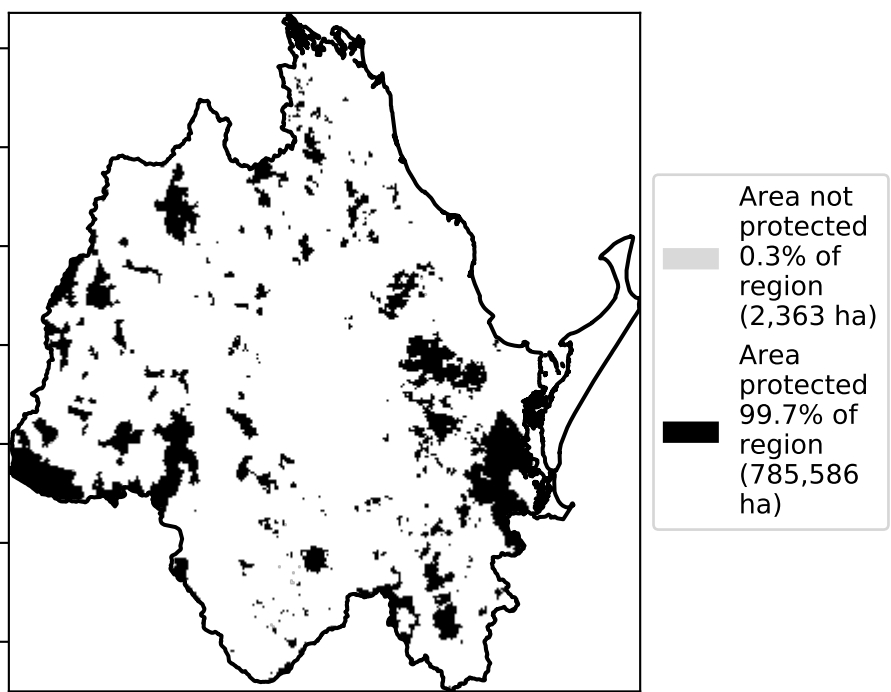 Area not
protected
0.3% of
region
(2,363 ha)
Area
protected
99.7% of
region
(785,586
ha)